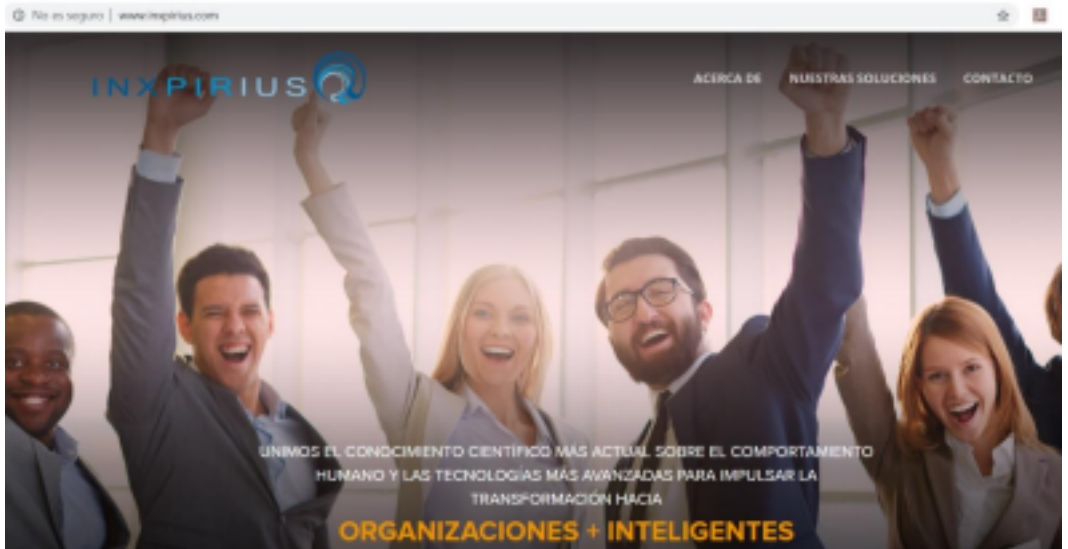 No es seguro | www.inxpirius.com
INXPIRIUS
ACERCA DE NUESTRAS SOLUCIONES CONTACTO
UNIMOS EL CONOCIMIENTO CIENTÍFICO MÁS ACTUAL SOBRE EL COMPORTAMIENTO
HUMANO Y LAS TECNOLOGÍAS MÁS AVANZADAS PARA IMPULSAR LA
TRANSFORMACIÓN HACIA
ORGANIZACIONES + INTELIGENTES